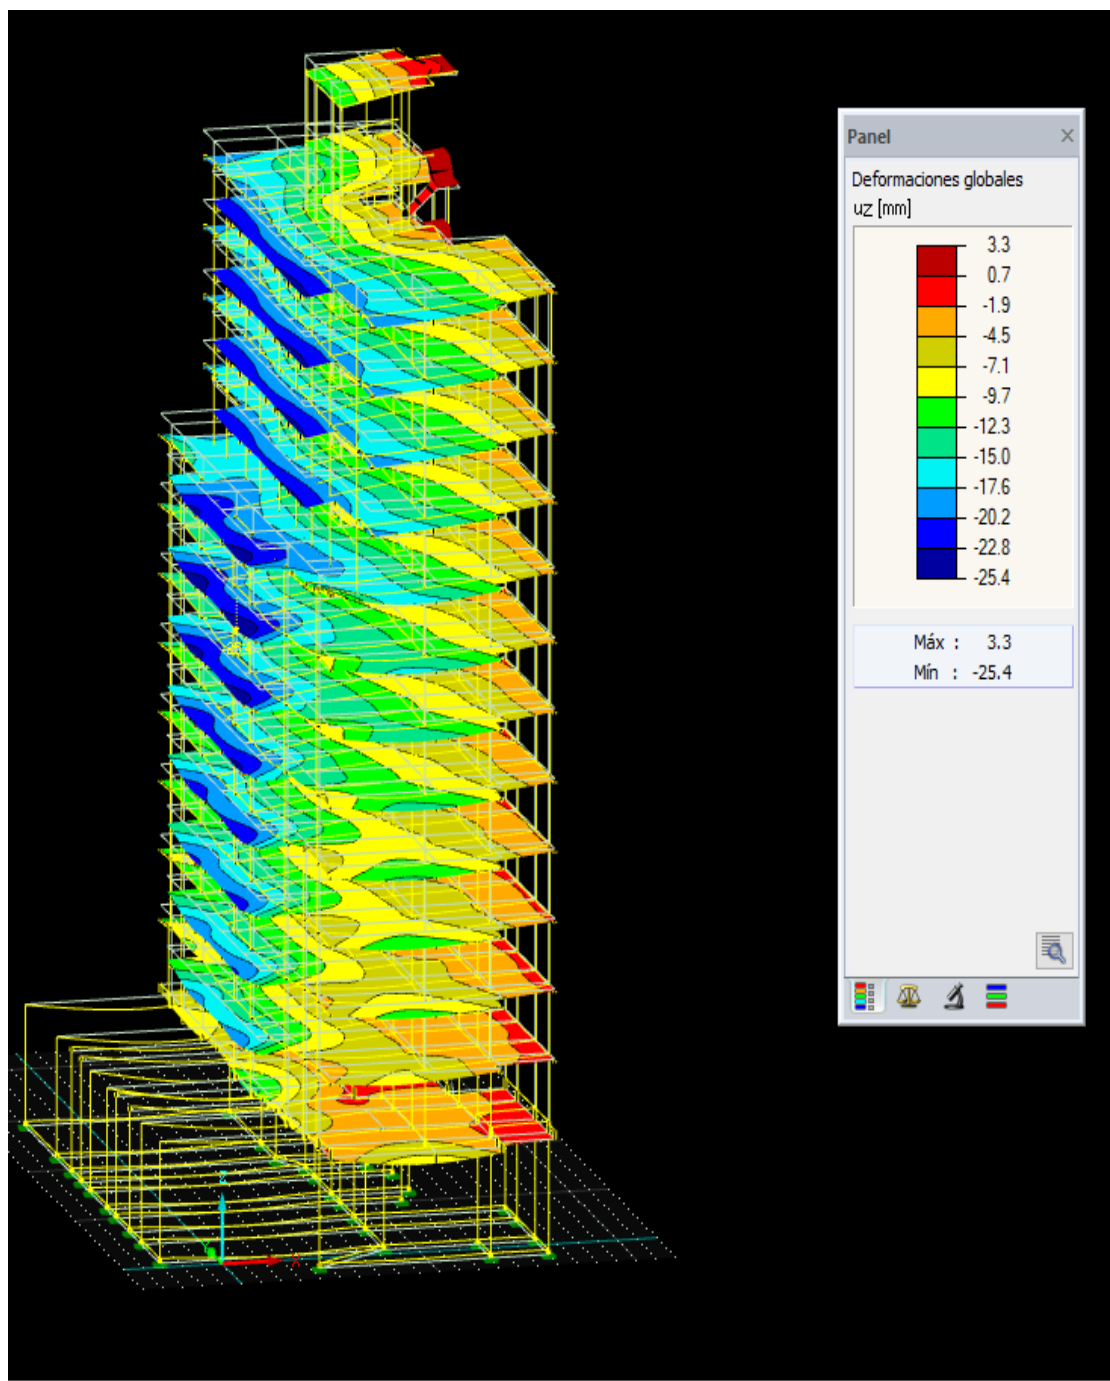 Panel
Deformaciones globales
uz [mm]
3.3
0.7
-1.9
-4.5
-7.1
-9.7
-12.3
-15.0
-17.6
-20.2
-22.8
-25.4
Máx : 3.3
Mín : -25.4
Z
X